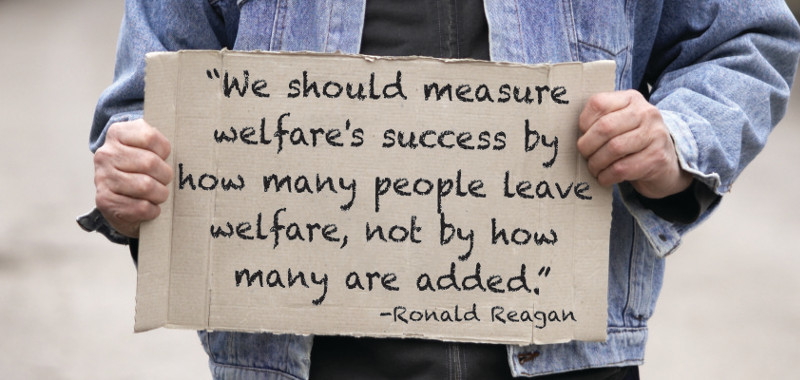 "We should measure
welfare's success by
how many people leave
welfare, not by how
many are added."
-Ronald Reagan